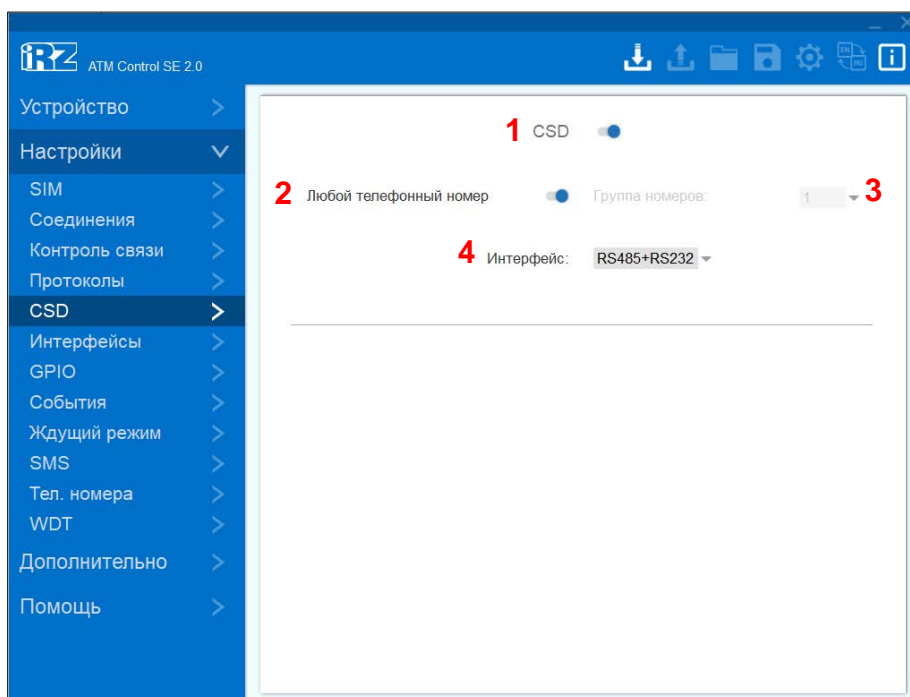 iRZ ATM Control SE 2.0
EN RU
Устройство
Настройки
SIM
Соединения
Контроль связи
Протоколы
CSD
Интерфейсы
GPIO
События
Ждущий режим
SMS
Тел. номера
WDT
Дополнительно
Помощь
1 CSD
2 Любой телефонный номер Группа номеров: 1 3
4 Интерфейс: RS485+RS232